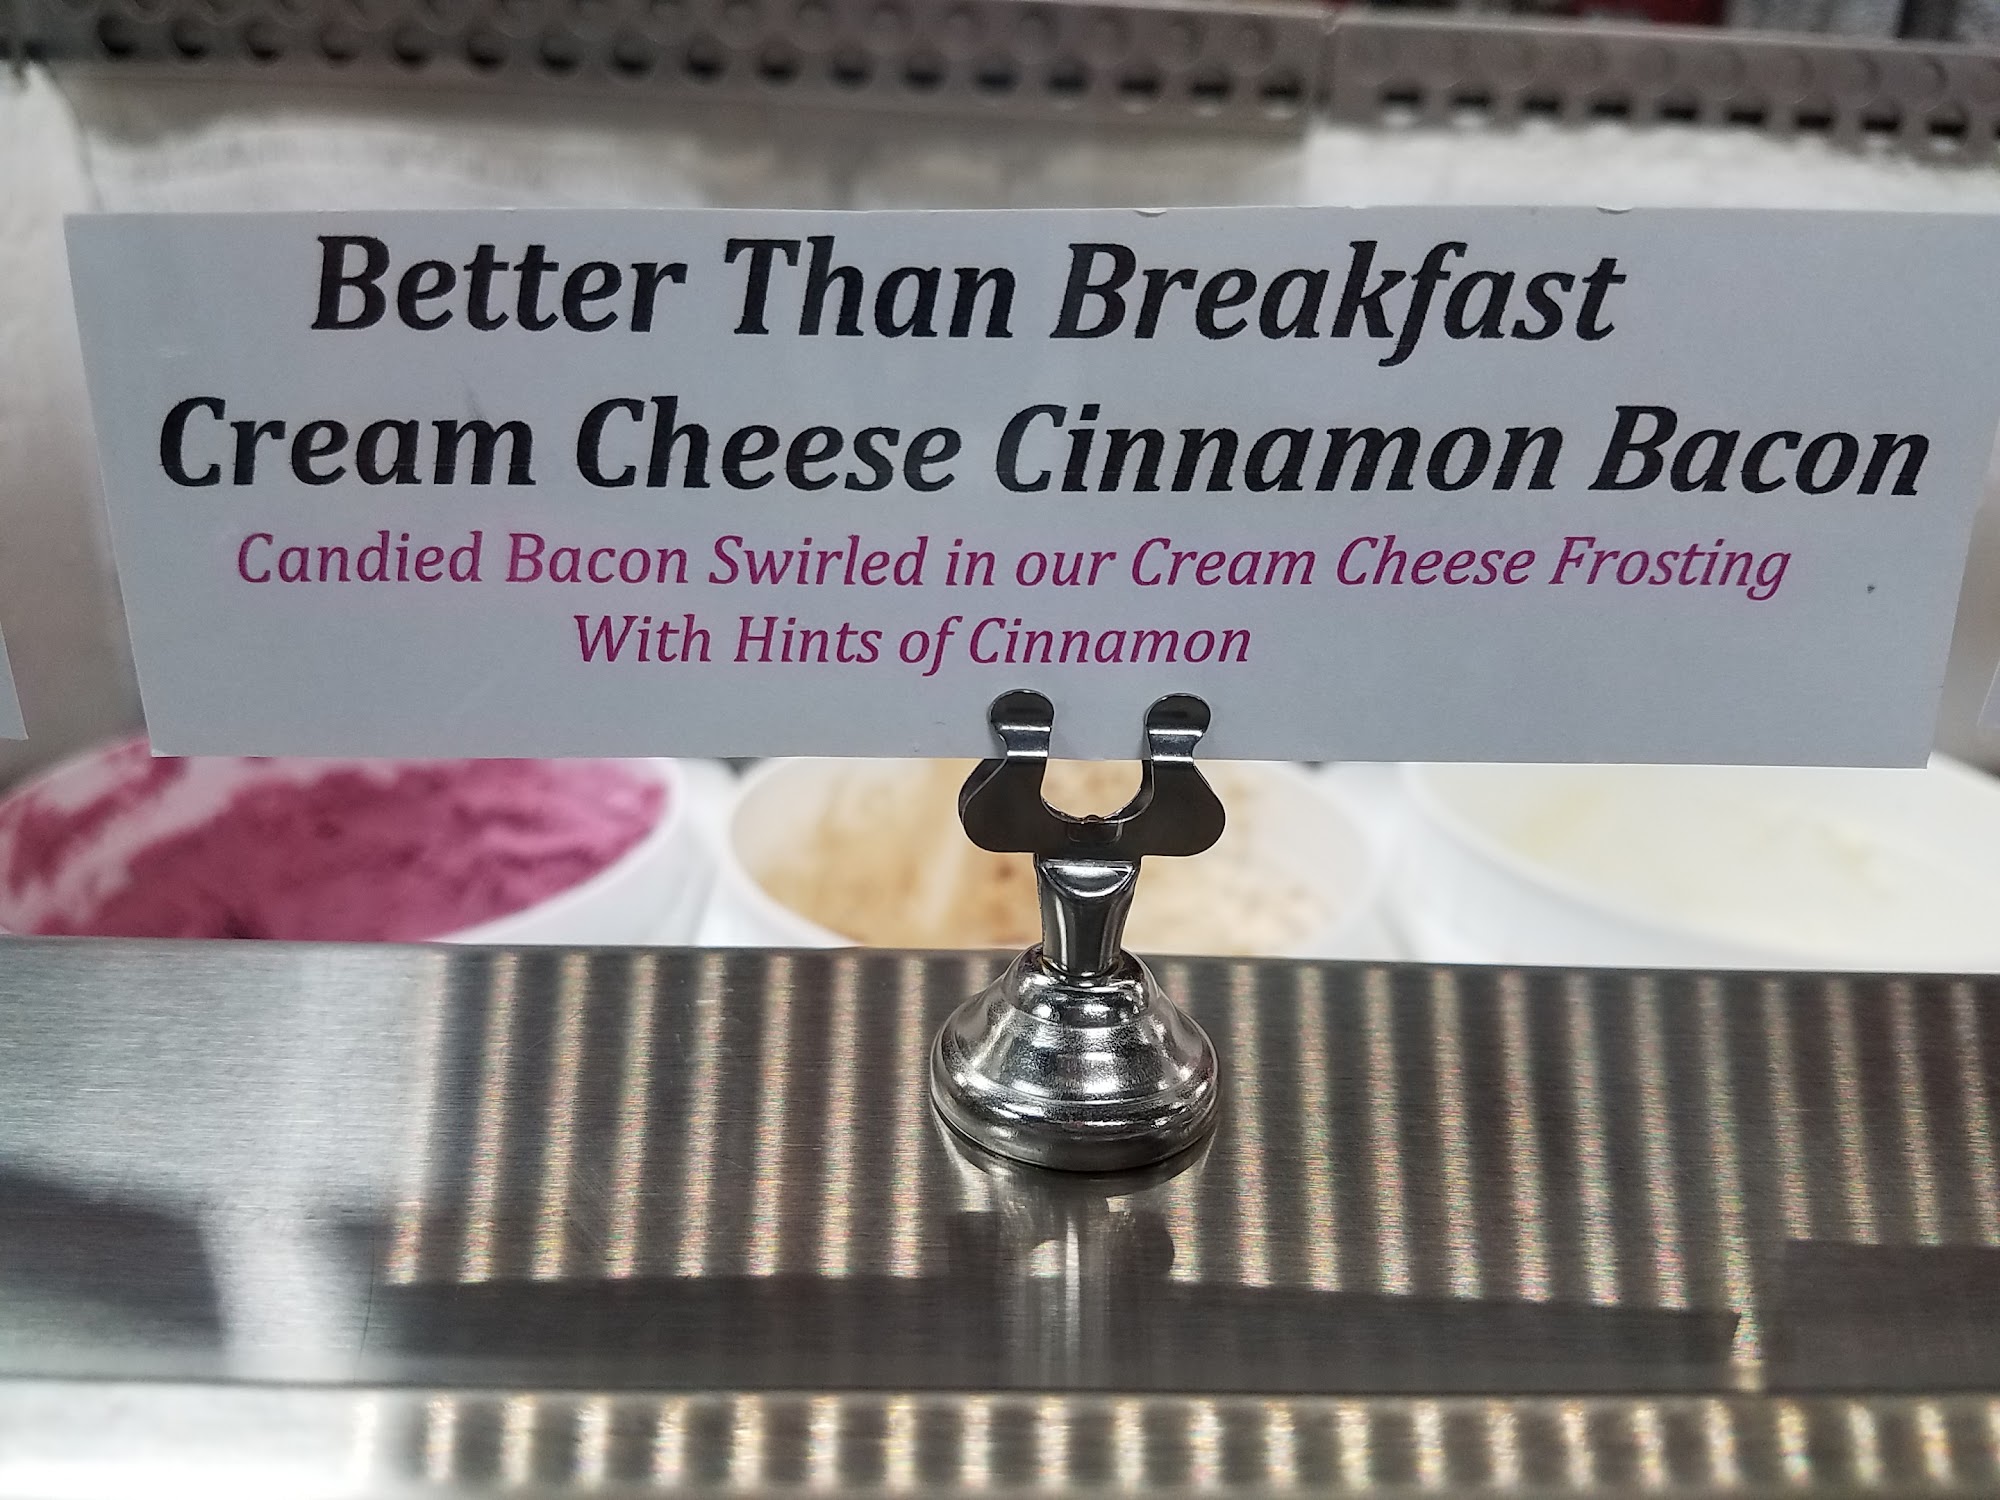 Better Than Breakfast
Cream Cheese Cinnamon Bacon
Candied Bacon Swirled in our Cream Cheese Frosting
With Hints of Cinnamon